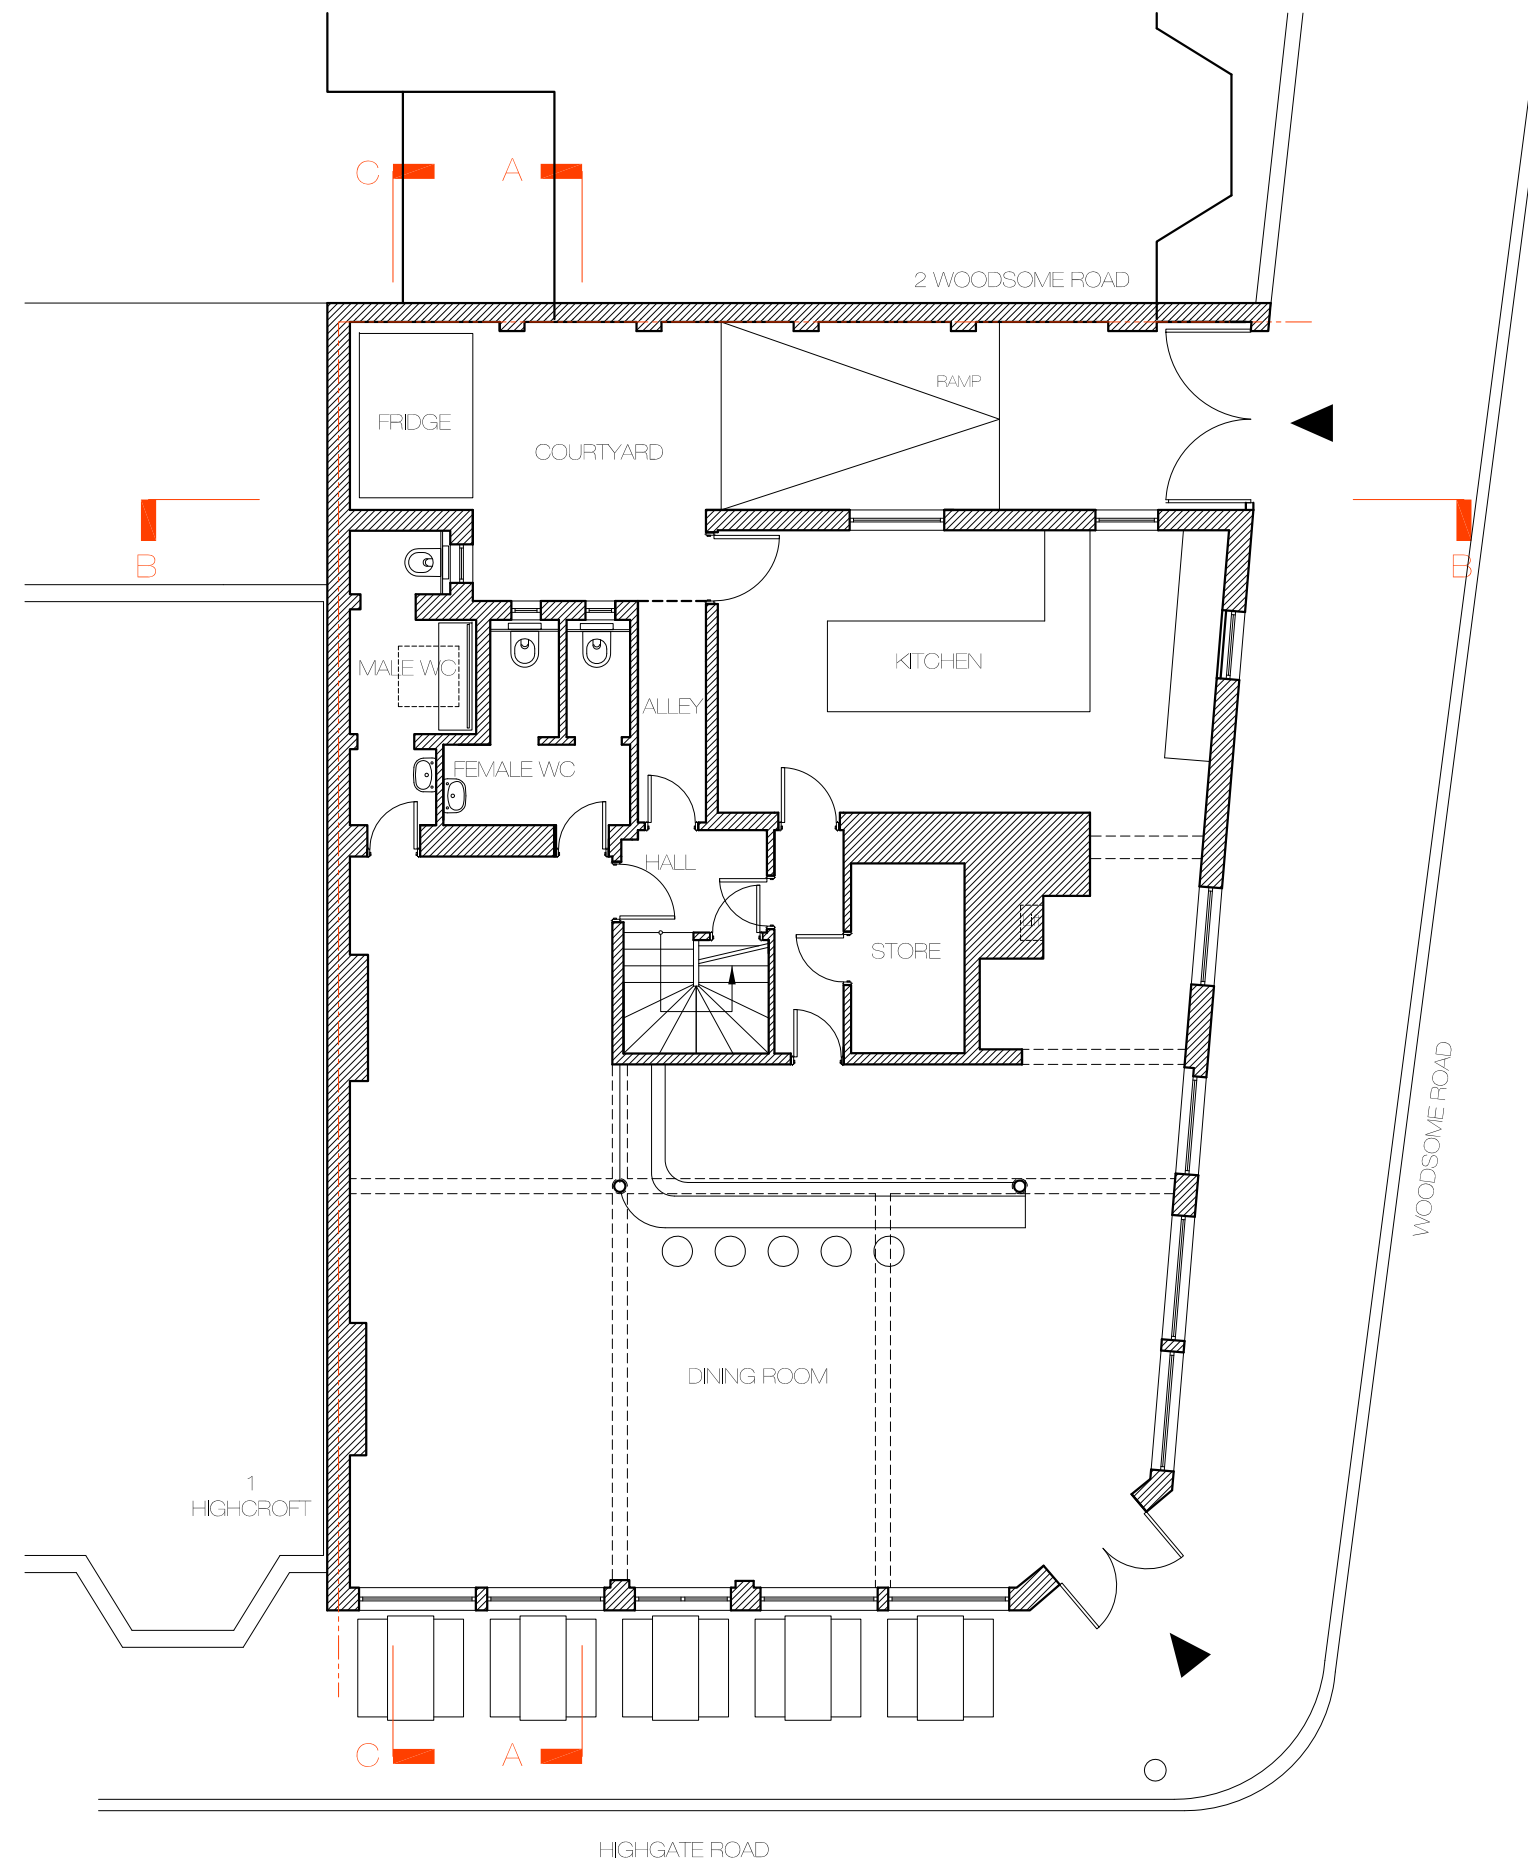 C
A
2 WOODSOME ROAD
RAMP
FRIDGE
COURTYARD
B
B
MALE WC
KITCHEN
ALLEY
FEMALE WC
HALL
STORE
WOODSOME ROAD
DINING ROOM
1
HIGHCROFT
C
A
HIGHGATE ROAD